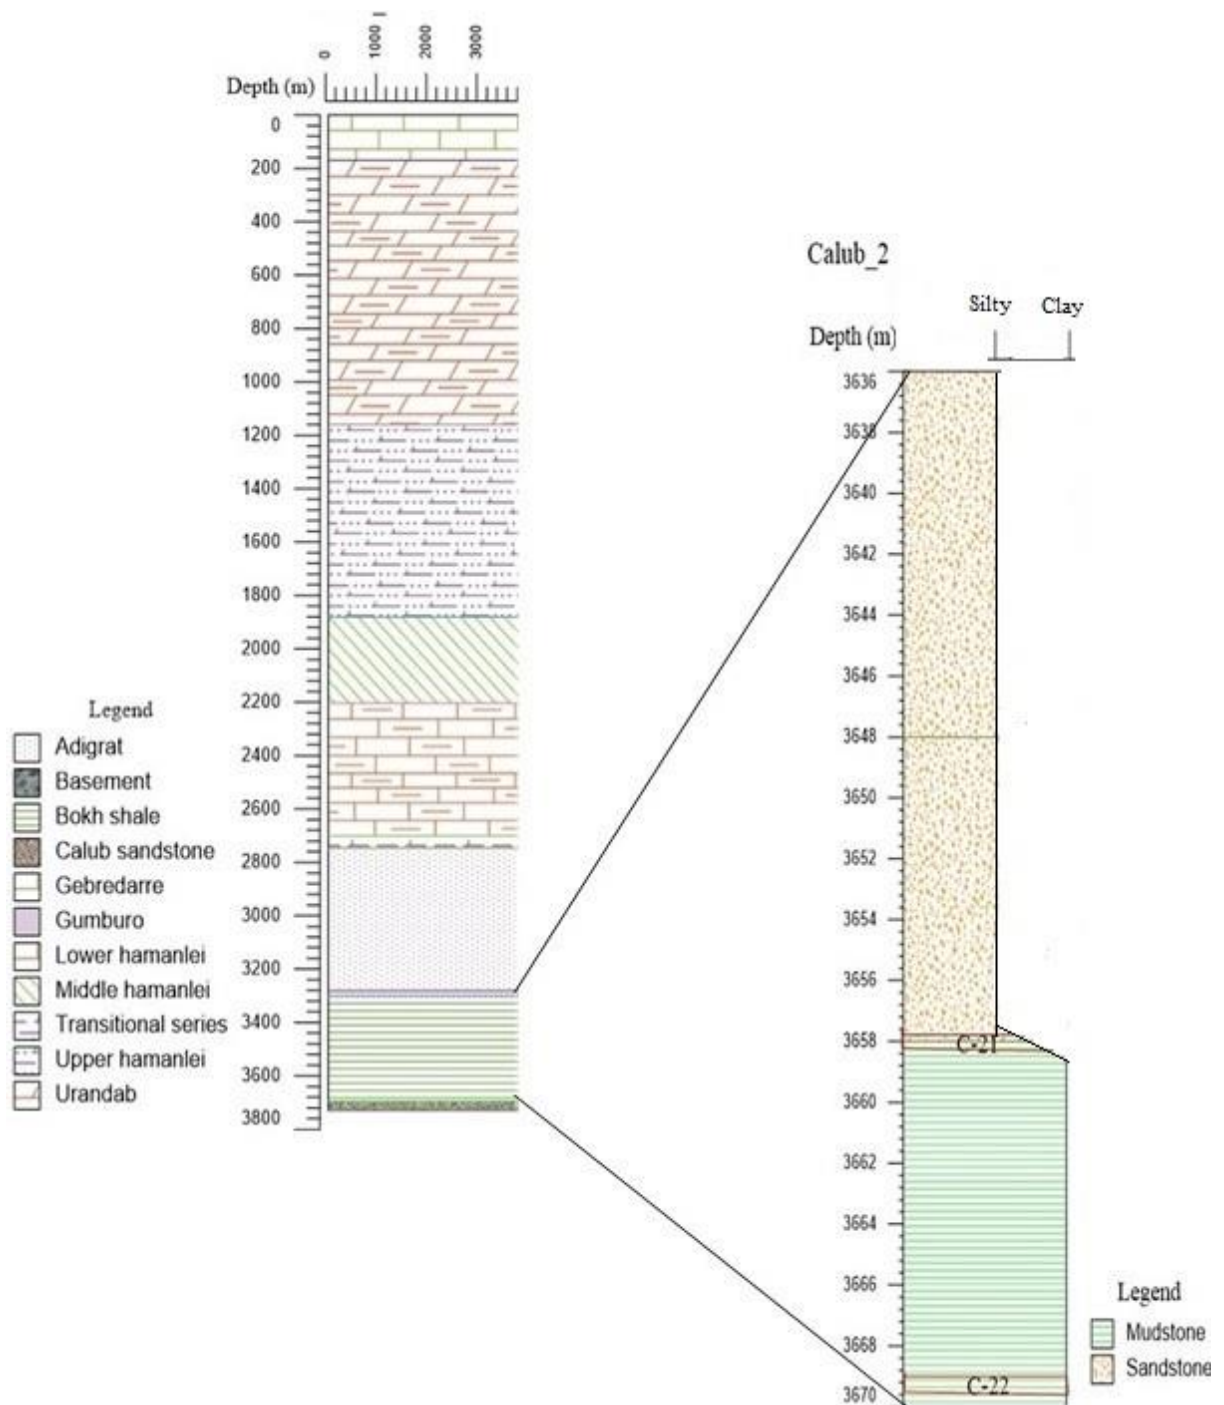 0
1000
2000
3000
Depth (m)
0
200
400
600
800
1000
1200
1400
1600
1800
2000
2200
2400
2600
2800
3000
3200
3400
3600
3800
Legend
Adigrat
Basement
Bokh shale
Calub sandstone
Gebredarre
Gumburo
Lower hamanlei
Middle hamanlei
Transitional series
Upper hamanlei
Urandab
Calub_2
Silty Clay
Depth (m)
3636
3638
3640
3642
3644
3646
3648
3650
3652
3654
3656
3658
C-21
3660
3662
3664
3666
3668
3670
C-22
Legend
Mudstone
Sandstone